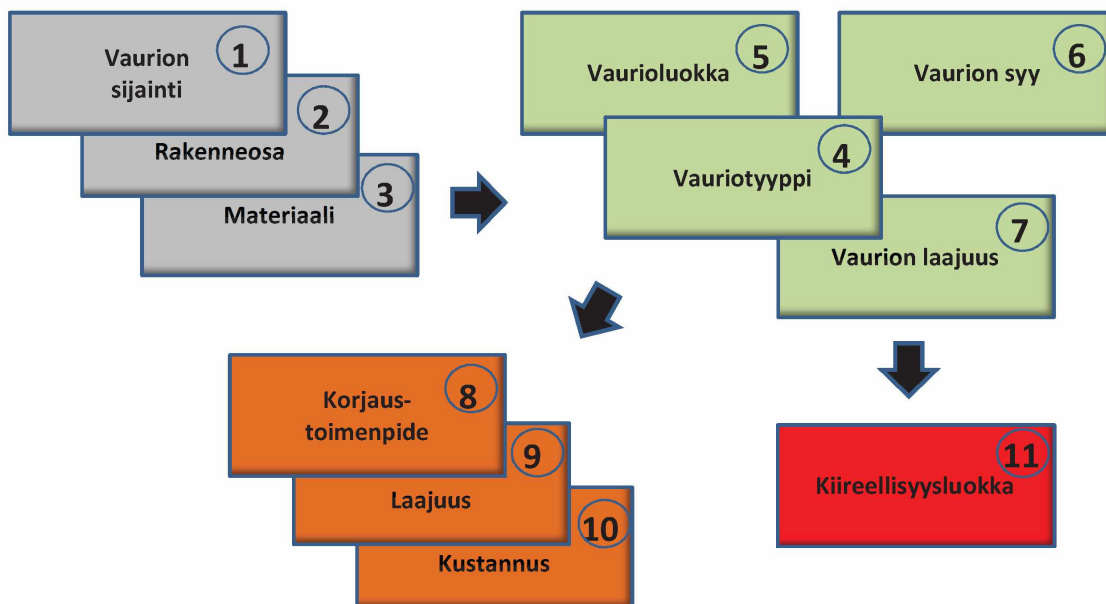 1
Vaurion
sijainti
2
Rakenneosa
3
Materiaali
5
Vaurioluokka
6
Vaurion syy
4
Vauriotyyppi
7
Vaurion laajuus
8
Korjaus-
toimenpide
9
Laajuus
10
Kustannus
11
Kiireellisyysluokka